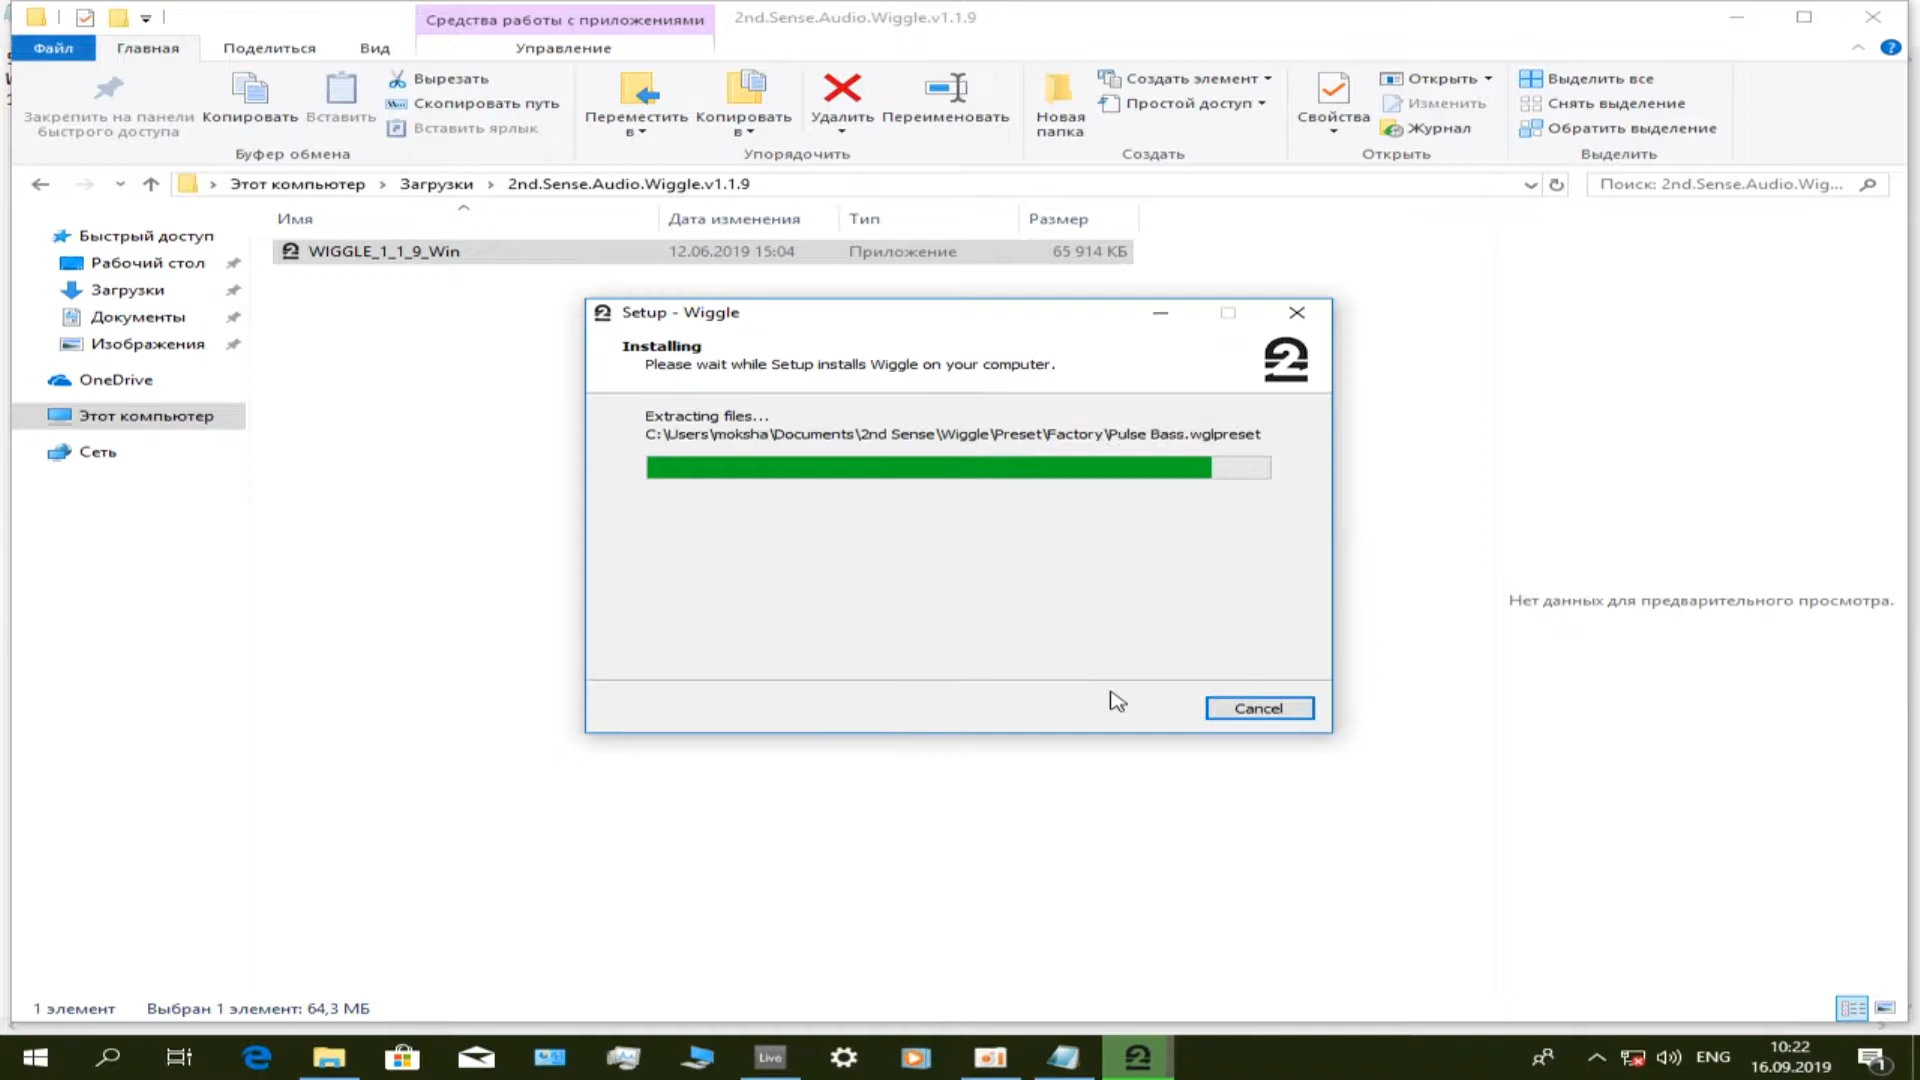 Средства работы с приложениями
2nd.Sense.Audio.Wiggle.v1.1.9
Файл
Главная
Поделиться
Вид
Управление
Закрепить на панели
быстрого доступа
Копировать
Вставить
Вырезать
Скопировать путь
Вставить ярлык
Буфер обмена
Переместить
в
Копировать
в
Удалить
Переименовать
Упорядочить
Новая
папка
Создать элемент
Простой доступ
Создать
Свойства
Открыть
Изменить
Журнал
Открыть
Выделить все
Снять выделение
Обратить выделение
Выделить
Этот компьютер > Загрузки > 2nd.Sense.Audio.Wiggle.v1.1.9
Поиск: 2nd.Sense.Audio.Wig...
Имя
Дата изменения
Тип
Размер
WIGGLE_1_1_9_Win
12.06.2019 15:04
Приложение
65 914 КБ
Быстрый доступ
Рабочий стол
Загрузки
Документы
Изображения
OneDrive
Этот компьютер
Сеть
Setup - Wiggle
Installing
Please wait while Setup installs Wiggle on your computer.
Extracting files...
C:\Users\moksha\Documents\2nd Sense\Wiggle\Preset\Factory\Pulse Bass.wglpreset
Cancel
Нет данных для предварительного просмотра.
1 элемент
Выбран 1 элемент: 64,3 МБ
Live
ENG
10:22
16.09.2019
1